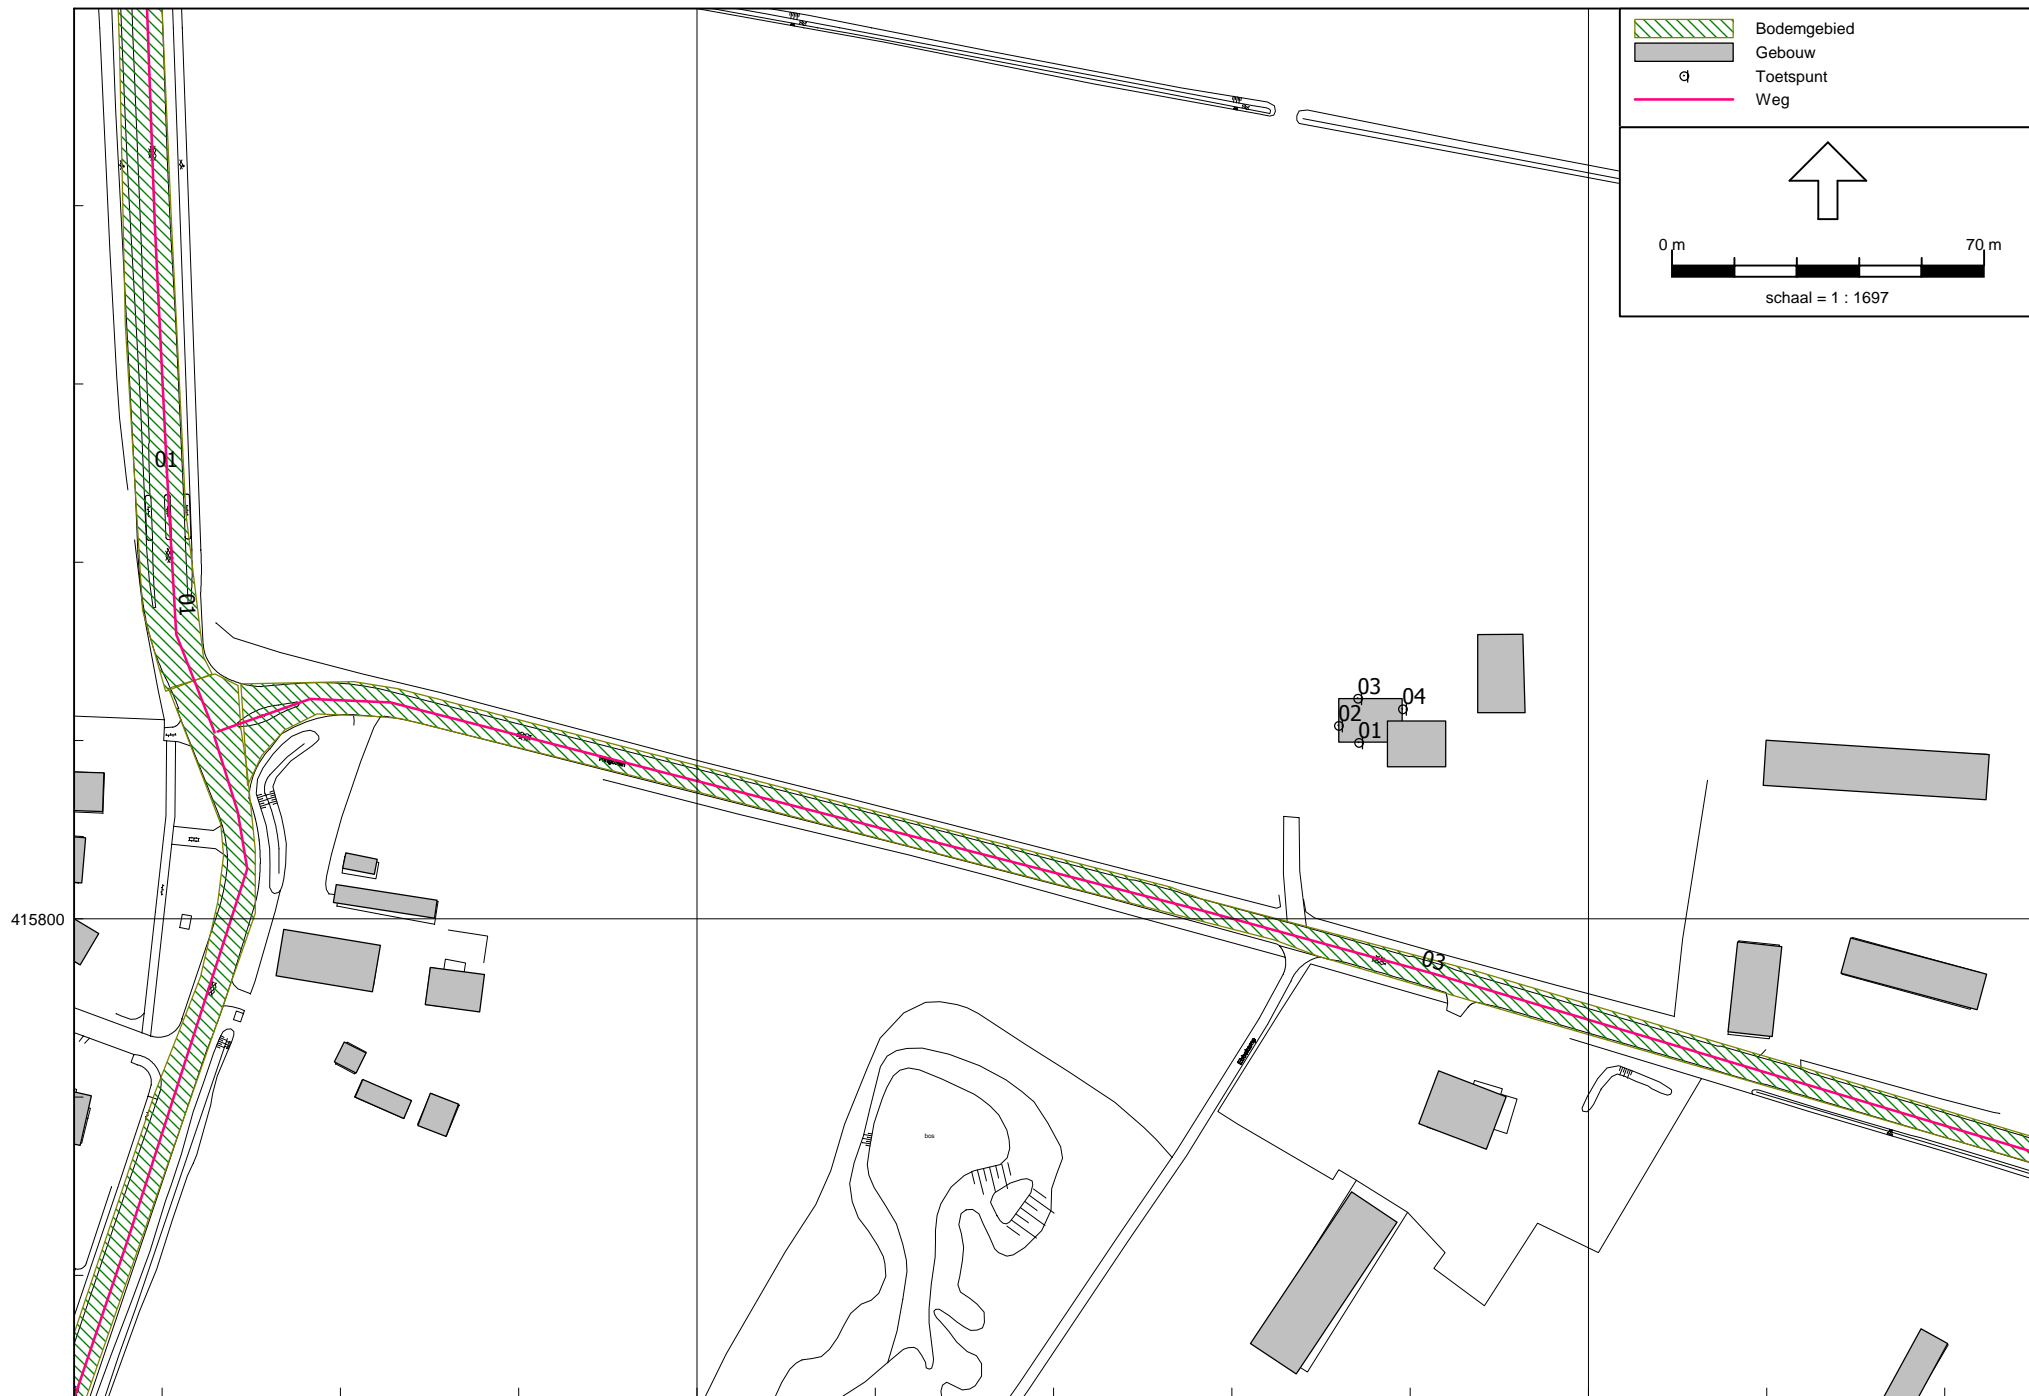 Bodemgebied
Gebouw
Toetspunt
Weg
0 m 70 m
schaal = 1 : 1697
01
01
03
04
02
01
415800
03
bos